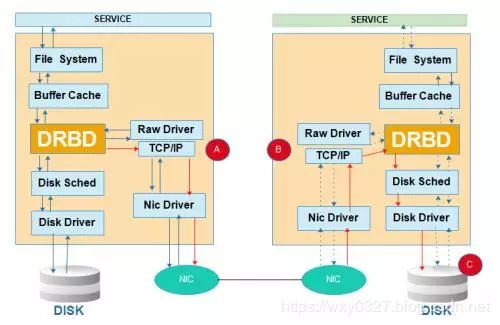 SERVICE
File System
Buffer Cache
DRBD
Raw Driver
TCP/IP
A
Disk Sched
Nic Driver
Disk Driver
DISK
NIC
SERVICE
File System
Buffer Cache
Raw Driver
DRBD
B
TCP/IP
Disk Sched
Nic Driver
Disk Driver
C
NIC
DISK
https://wxy0327.blog.csdn.net